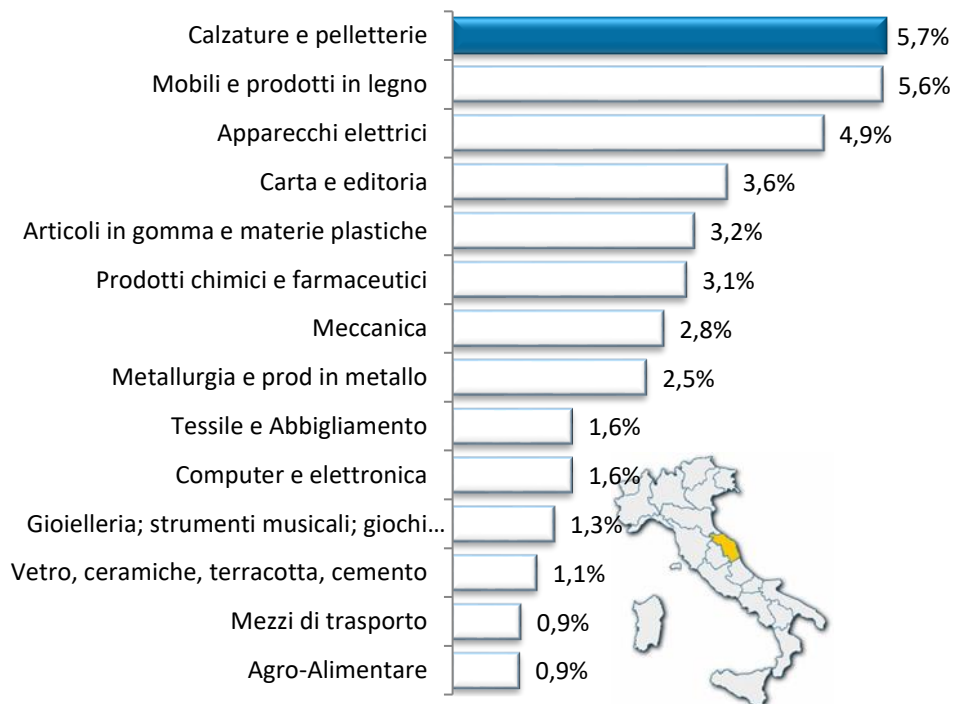 Calzature e pelletterie 5,7%
Mobili e prodotti in legno 5,6%
Apparecchi elettrici 4,9%
Carta e editoria 3,6%
Articoli in gomma e materie plastiche 3,2%
Prodotti chimici e farmaceutici 3,1%
Meccanica 2,8%
Metallurgia e prod in metallo 2,5%
Tessile e Abbigliamento 1,6%
Computer e elettronica 1,6%
Gioielleria; strumenti musicali; giochi... 1,3%
Vetro, ceramiche, terracotta, cemento 1,1%
Mezzi di trasporto 0,9%
Agro-Alimentare 0,9%